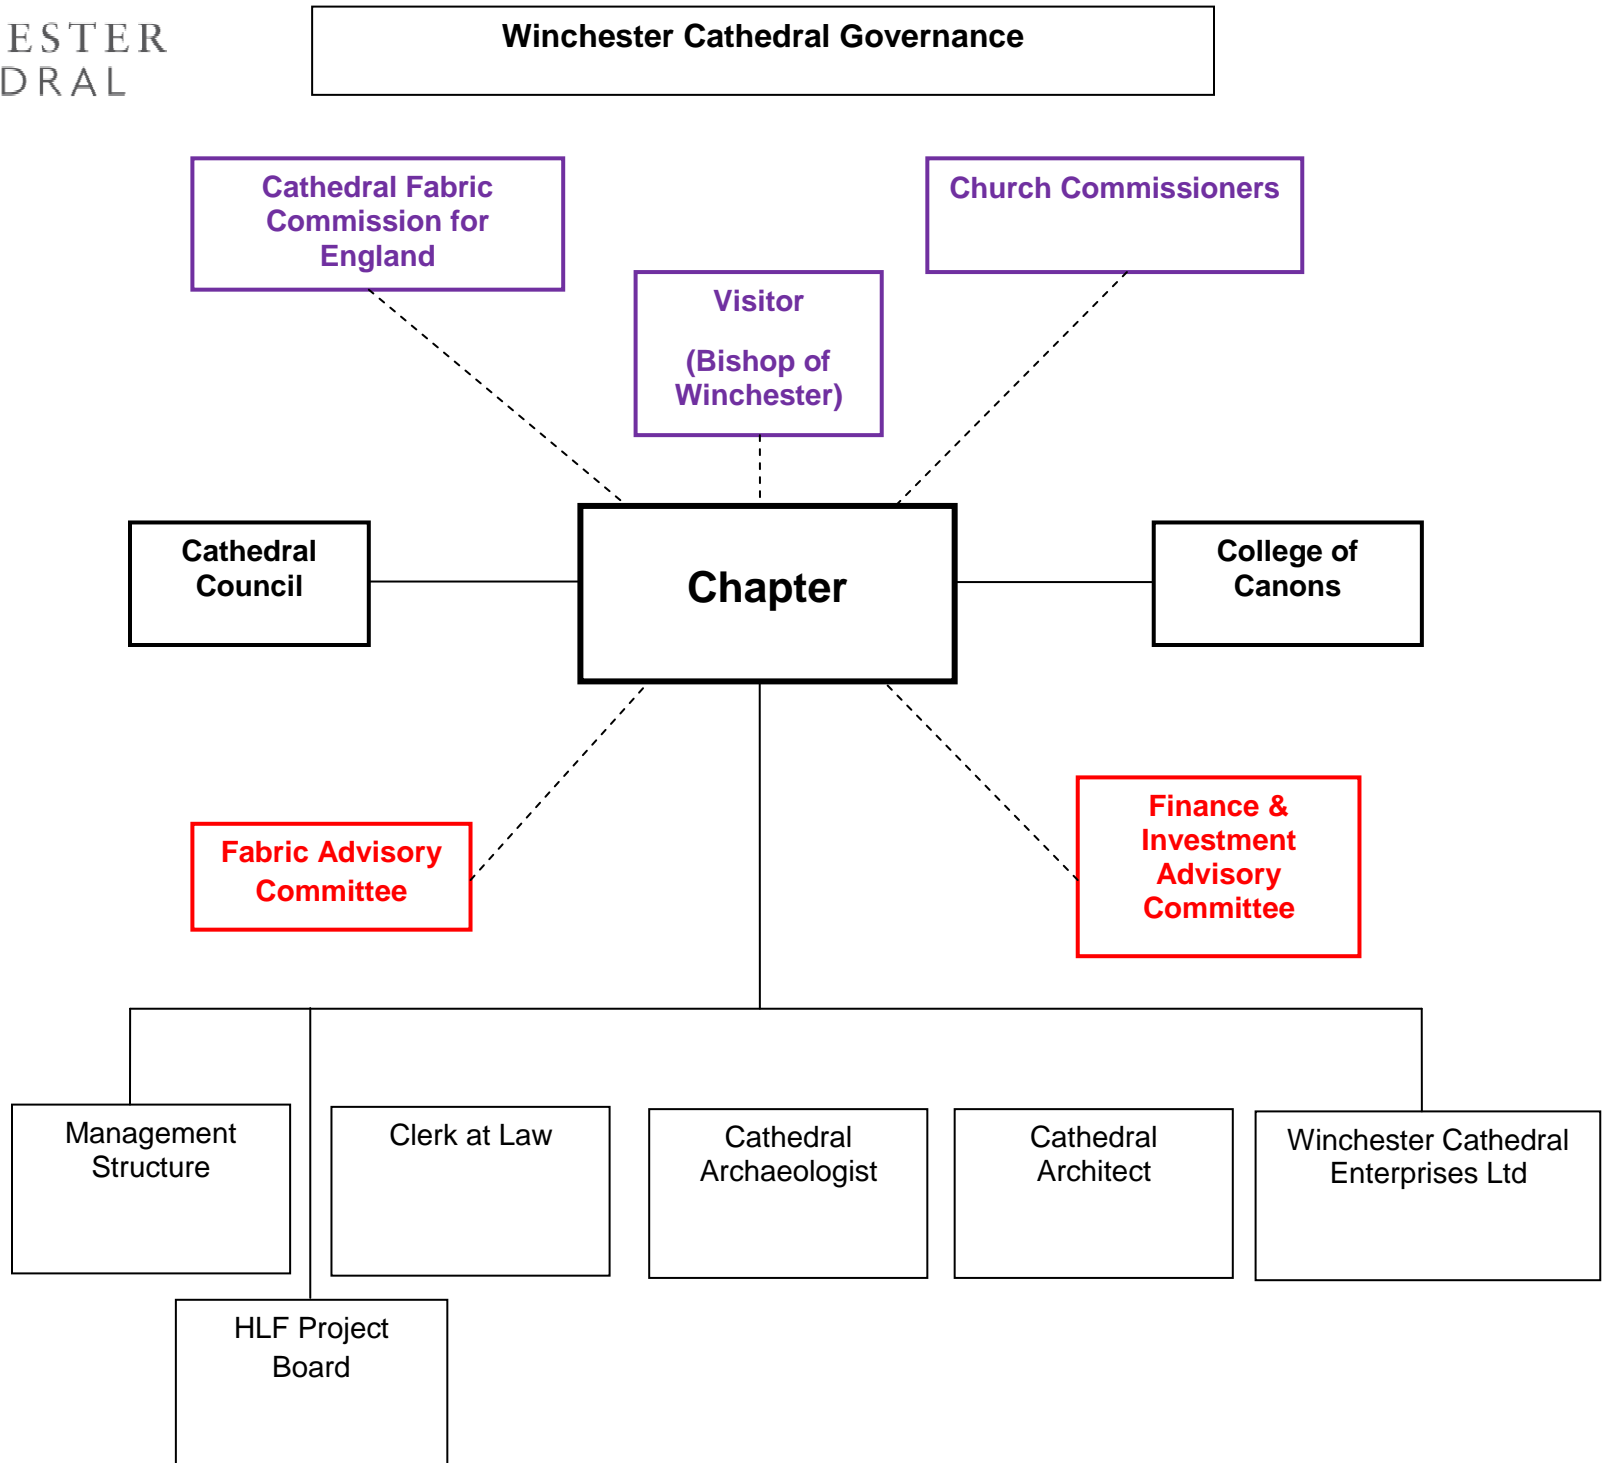 ESTER
DRAL
Winchester Cathedral Governance
Cathedral Fabric
Commission for
England
Church Commissioners
Visitor
(Bishop of
Winchester)
Cathedral
Council
Chapter
College of
Canons
Fabric Advisory
Committee
Finance &
Investment
Advisory
Committee
Management
Structure
Clerk at Law
Cathedral
Archaeologist
Cathedral
Architect
Winchester Cathedral
Enterprises Ltd
HLF Project
Board